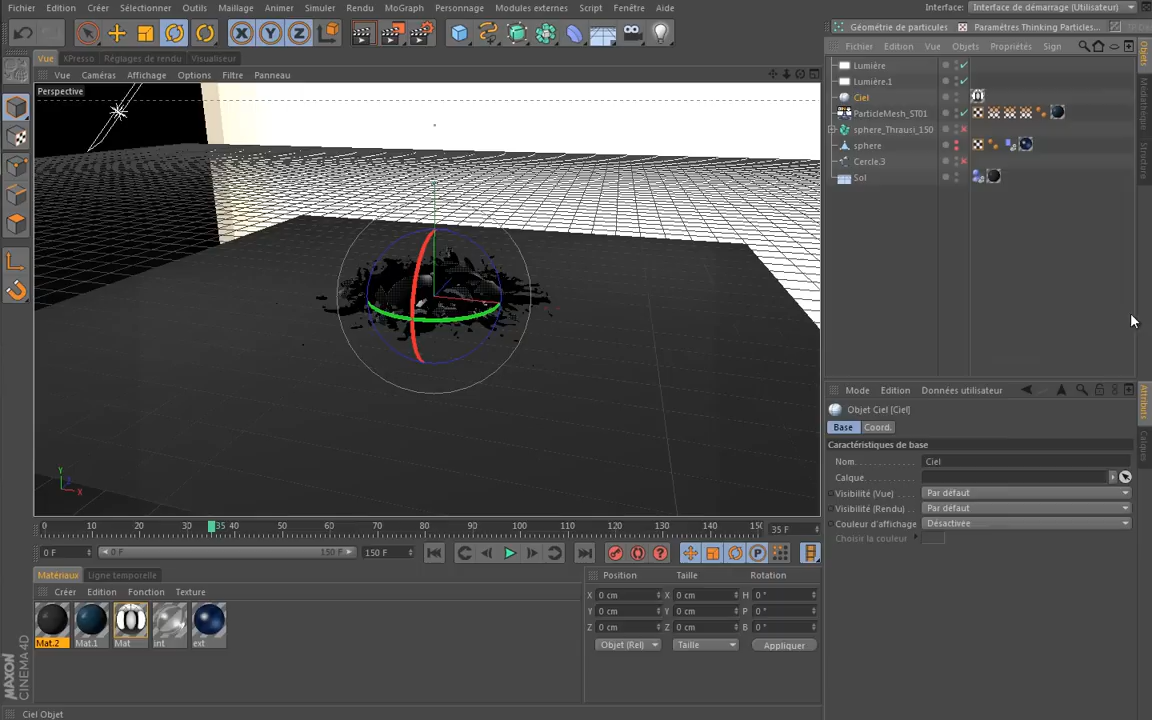 Fichier Edition Créer Sélectionner Outils Maillage Animer Simuler Rendu MoGraph Personnage Modules externes Script Fenêtre Aide Interface: Interface de démarrage (Utilisateur)
Géométrie de particules Paramètres Thinking Particles...
Vue XPresso Réglages de rendu Visualiseur
Fichier Edition Vue Objets Propriétés Sign
Vue Caméras Affichage Options Filtre Panneau
Perspective
Lumière
Lumière.1
Ciel
ParticleMesh_ST01
sphere_Thrausi_150
sphere
Cercle.3
Sol
Objets
Médiathèque
Structure
Mode Edition Données utilisateur
Objet Ciel [Ciel]
Base Coord.
Caractéristiques de base
Nom Ciel
Calque
Visibilité (Vue) Par défaut
Visibilité (Rendu) Par défaut
Couleur d'affichage Désactivée
Choisir la couleur
Attributs
Calques
Y
X
0 10 20 30 35 40 50 60 70 80 90 100 110 120 130 140 150 35 F
0 F 0 F 150 F 150 F
Matériaux Ligne temporelle
Créer Edition Fonction Texture
Mat.2 Mat.1 Mat int ext
Position Taille Rotation
X 0 cm X 0 cm H 0 °
Y 0 cm Y 0 cm P 0 °
Z 0 cm Z 0 cm B 0 °
Objet (Rel) Taille Appliquer
MAXON
CINEMA 4D
Ciel Objet